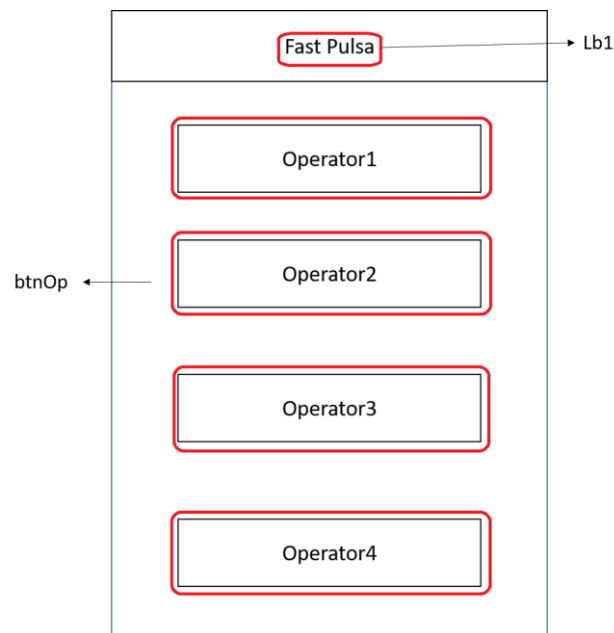 Fast Pulsa
Lb1
Operator1
Operator2
btnOp
Operator3
Operator4